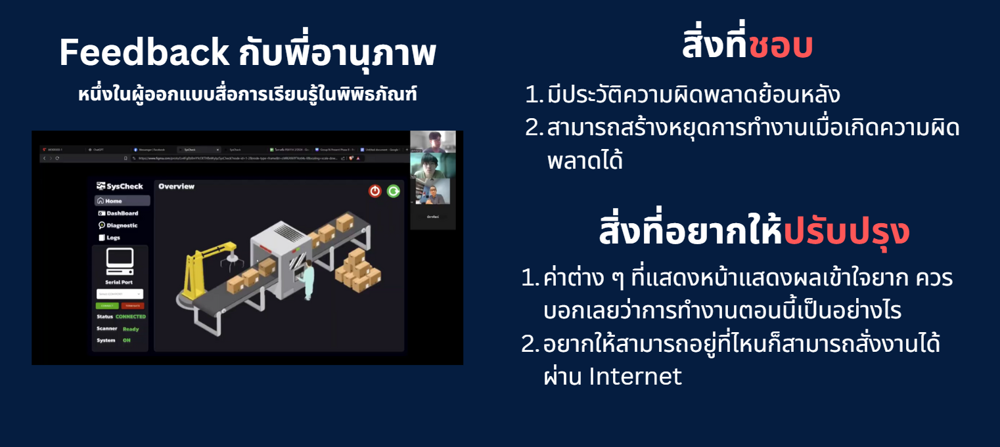 Feedback กับพี่อานุภาพ
หนึ่งในผู้ออกแบบสื่อการเรียนรู้ในพิพิธภัณฑ์
ChatGPT
Messenger | Facebook
SysCheck
SysCheck
SysCheck
Overview
Home
DashBoard
Diagnostic
Logs
Serial Port
CONNECT
TERMINATE
Status CONNECTED
Scanner Ready
System ON
สิ่งที่ชอบ
1. มีประวัติความผิดพลาดย้อนหลัง
2. สามารถสร้างหยุดการทำงานเมื่อเกิดความผิด
พลาดได้
สิ่งที่อยากให้ปรับปรุง
1. ค่าต่าง ๆ ที่แสดงหน้าแสดงผลเข้าใจยาก ควร
บอกเลยว่าการทำงานตอนนี้เป็นอย่างไร
2. อยากให้สามารถอยู่ที่ไหนก็สามารถสั่งงานได้
ผ่าน Internet